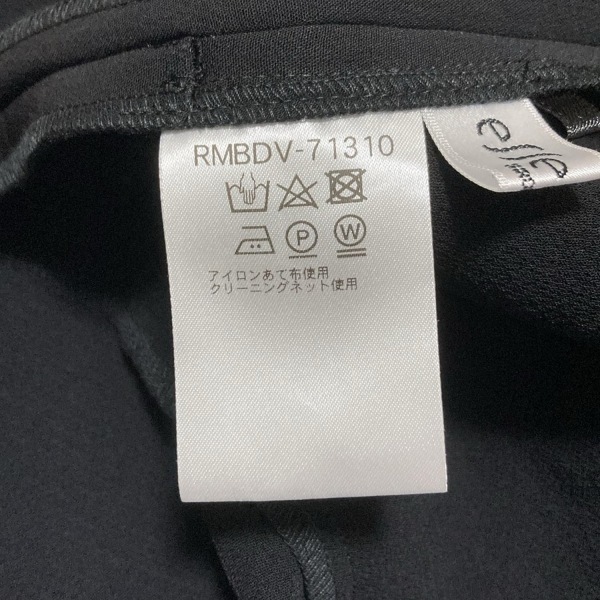 RMBDV-71310
P
W
アイロンあて布使用
クリーニングネット使用
elle